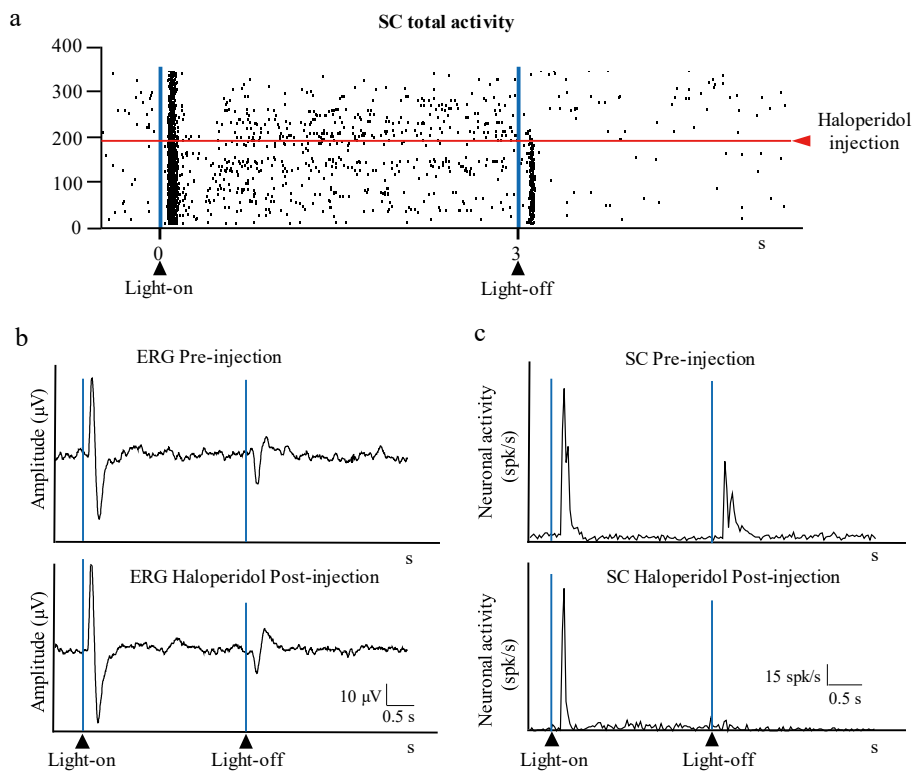 a
SC total activity
400
300
200
100
0
Haloperidol
injection
0
3
s
Light-on
Light-off
b
ERG Pre-injection
Amplitude (μV)
s
ERG Haloperidol Post-injection
Amplitude (μV)
10 μV
0.5 s
s
Light-on
Light-off
c
SC Pre-injection
Neuronal activity
(spk/s)
s
SC Haloperidol Post-injection
Neuronal activity
(spk/s)
15 spk/s
0.5 s
s
Light-on
Light-off